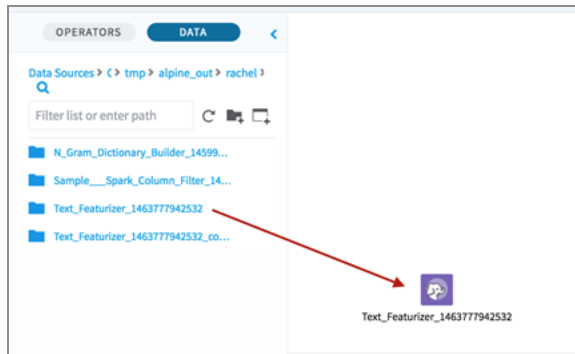 OPERATORS DATA
Data Sources > C > tmp > alpine_out > rachel >
Filter list or enter path
N_Gram_Dictionary_Builder_14599...
Sample___Spark_Column_Filter_14...
Text_Featurizer_1463777942532
Text_Featurizer_1463777942532_co...
Text_Featurizer_1463777942532